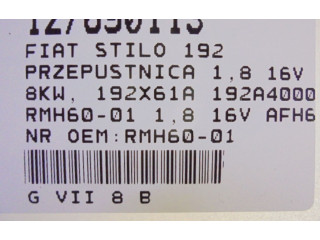 127890113
FIAT STILO 192
PRZEPUSTNICA 1,8 16V
8KW, 192X61A 192A4000
RMH60-01 1,8 16V AFH6
NR OEM:RMH60-01
G VII 8 B